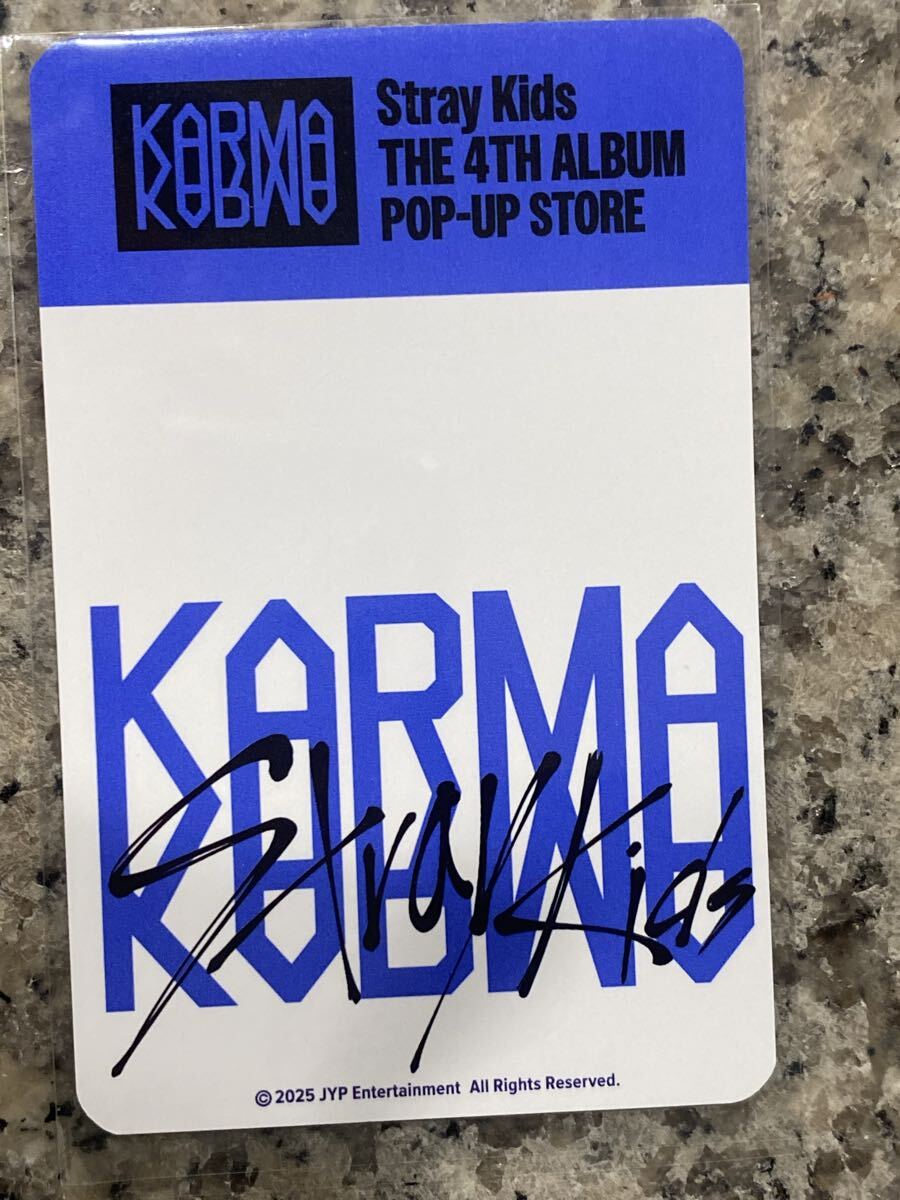 KARMA
Stray Kids
THE 4TH ALBUM
POP-UP STORE
KARMA
Stray Kids
© 2025 JYP Entertainment All Rights Reserved.